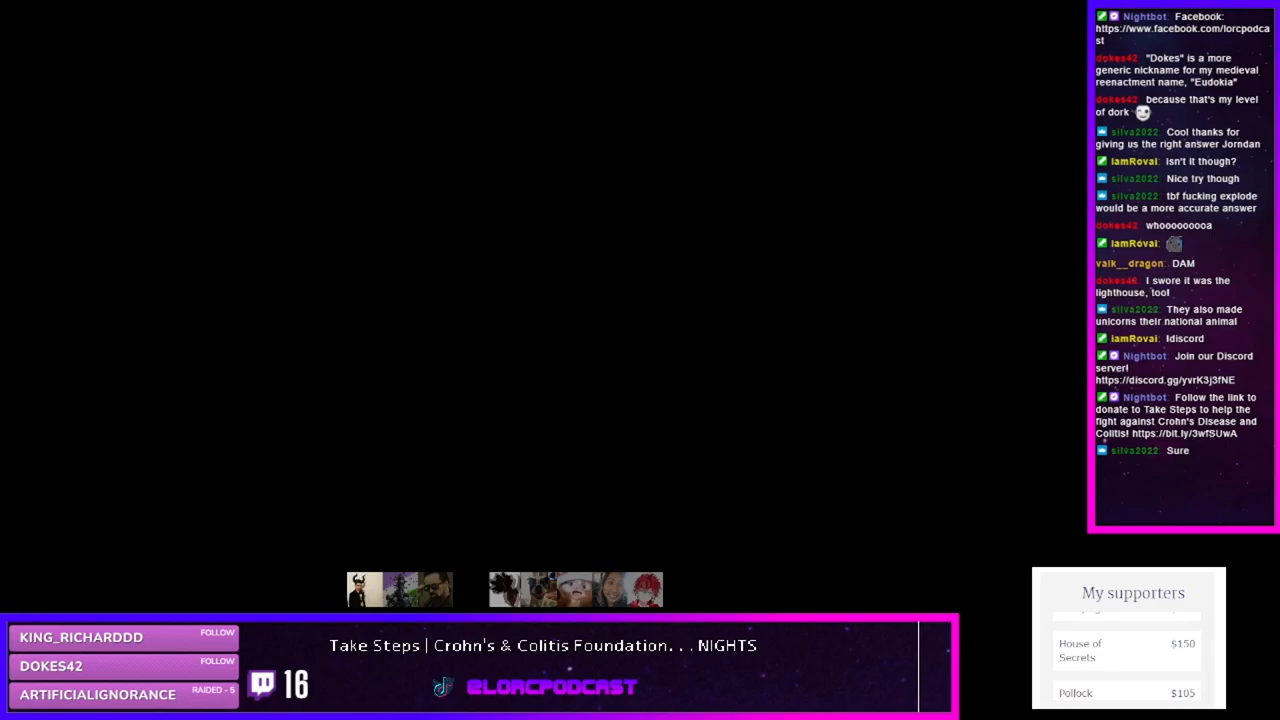 Nightbot: Facebook:
https://www.facebook.com/lorcpodca
st
dokes42: "Dokes" is a more
generic nickname for my medieval
reenactment name, "Eudokia"
dokes42: because that's my level
of dork
silva2022: Cool thanks for
giving us the right answer Jorndan
IamRovai: isn't it though?
silva2022: Nice try though
silva2022: tbf fucking explode
would be a more accurate answer
dokes42: whooooooooa
IamRovai:
valk__dragon: DAM
dokes42: I swore it was the
lighthouse, too!
silva2022: They also made
unicorns their national animal
IamRovai: !discord
Nightbot: Join our Discord
server!
https://discord.gg/yvrK3j3fNE
Nightbot: Follow the link to
donate to Take Steps to help the
fight against Crohn's Disease and
Colitis! https://bit.ly/3wfSUwA
silva2022: Sure
My supporters
House of
Secrets $150
Pollock $105
KING_RICHARDDD FOLLOW
DOKES42 FOLLOW
ARTIFICIALIGNORANCE RAIDED - 5
16
Take Steps | Crohn's & Colitis Foundation. . . NIGHTS
@LORCPODCAST